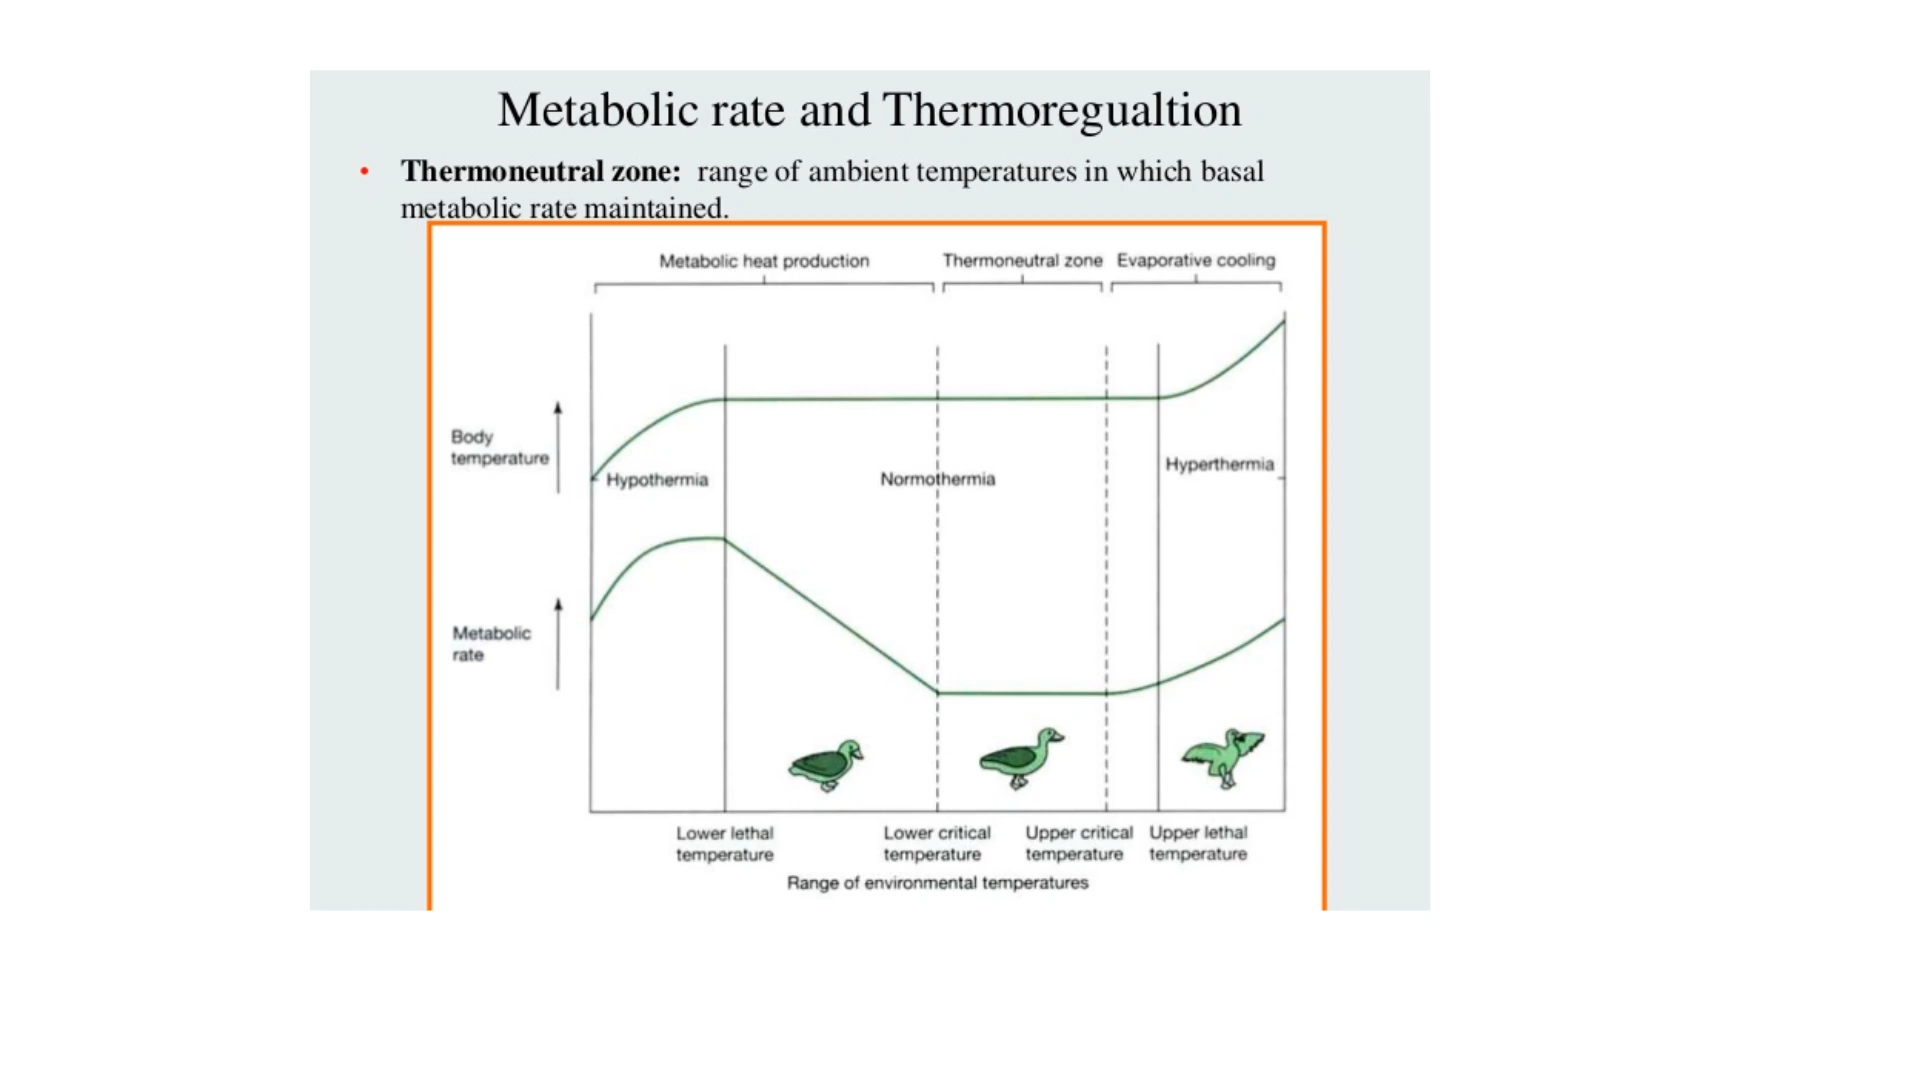 Metabolic rate and Thermoregualtion
• Thermoneutral zone: range of ambient temperatures in which basal
metabolic rate maintained.
Metabolic heat production
Thermoneutral zone
Evaporative cooling
Body
temperature
Hypothermia
Normothermia
Hyperthermia
Metabolic
rate
Lower lethal
temperature
Lower critical
temperature
Upper critical
temperature
Upper lethal
temperature
Range of environmental temperatures